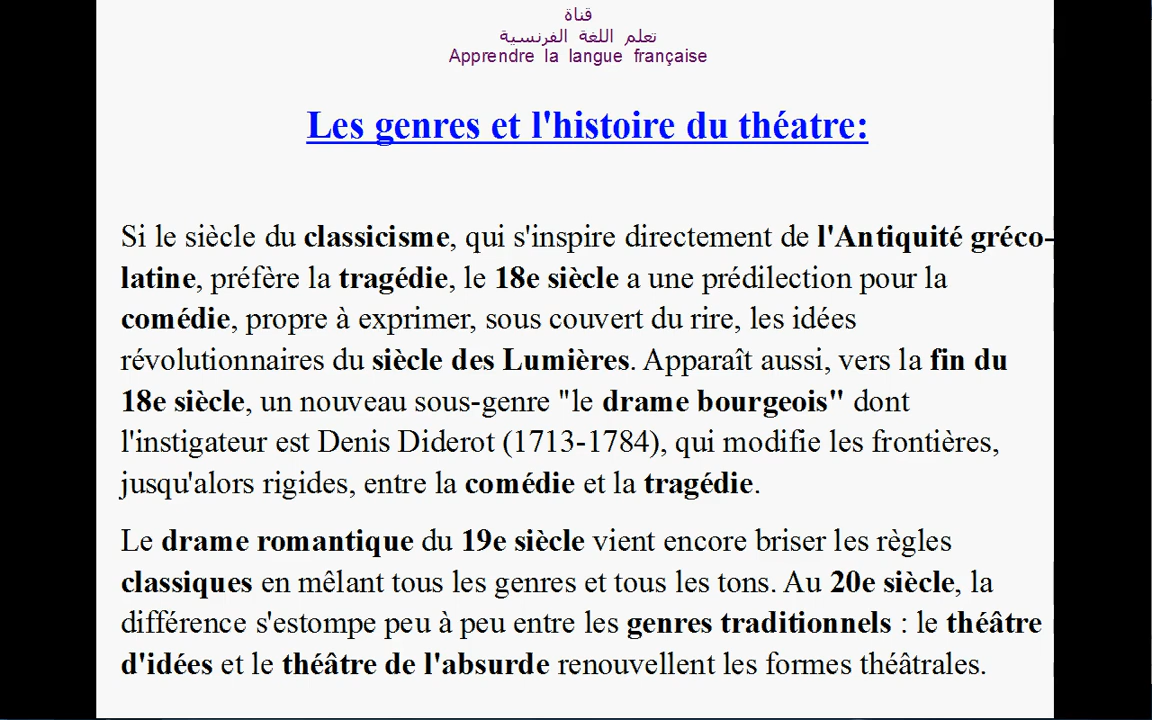 قناة
تعلم اللغة الفرنسية
Apprendre la langue française
Les genres et l'histoire du théatre:
Si le siècle du classicisme, qui s'inspire directement de l'Antiquité gréco-
latine, préfère la tragédie, le 18e siècle a une prédilection pour la
comédie, propre à exprimer, sous couvert du rire, les idées
révolutionnaires du siècle des Lumières. Apparaît aussi, vers la fin du
18e siècle, un nouveau sous-genre "le drame bourgeois" dont
l'instigateur est Denis Diderot (1713-1784), qui modifie les frontières,
jusqu'alors rigides, entre la comédie et la tragédie.
Le drame romantique du 19e siècle vient encore briser les règles
classiques en mêlant tous les genres et tous les tons. Au 20e siècle, la
différence s'estompe peu à peu entre les genres traditionnels : le théâtre
d'idées et le théâtre de l'absurde renouvellent les formes théâtrales.